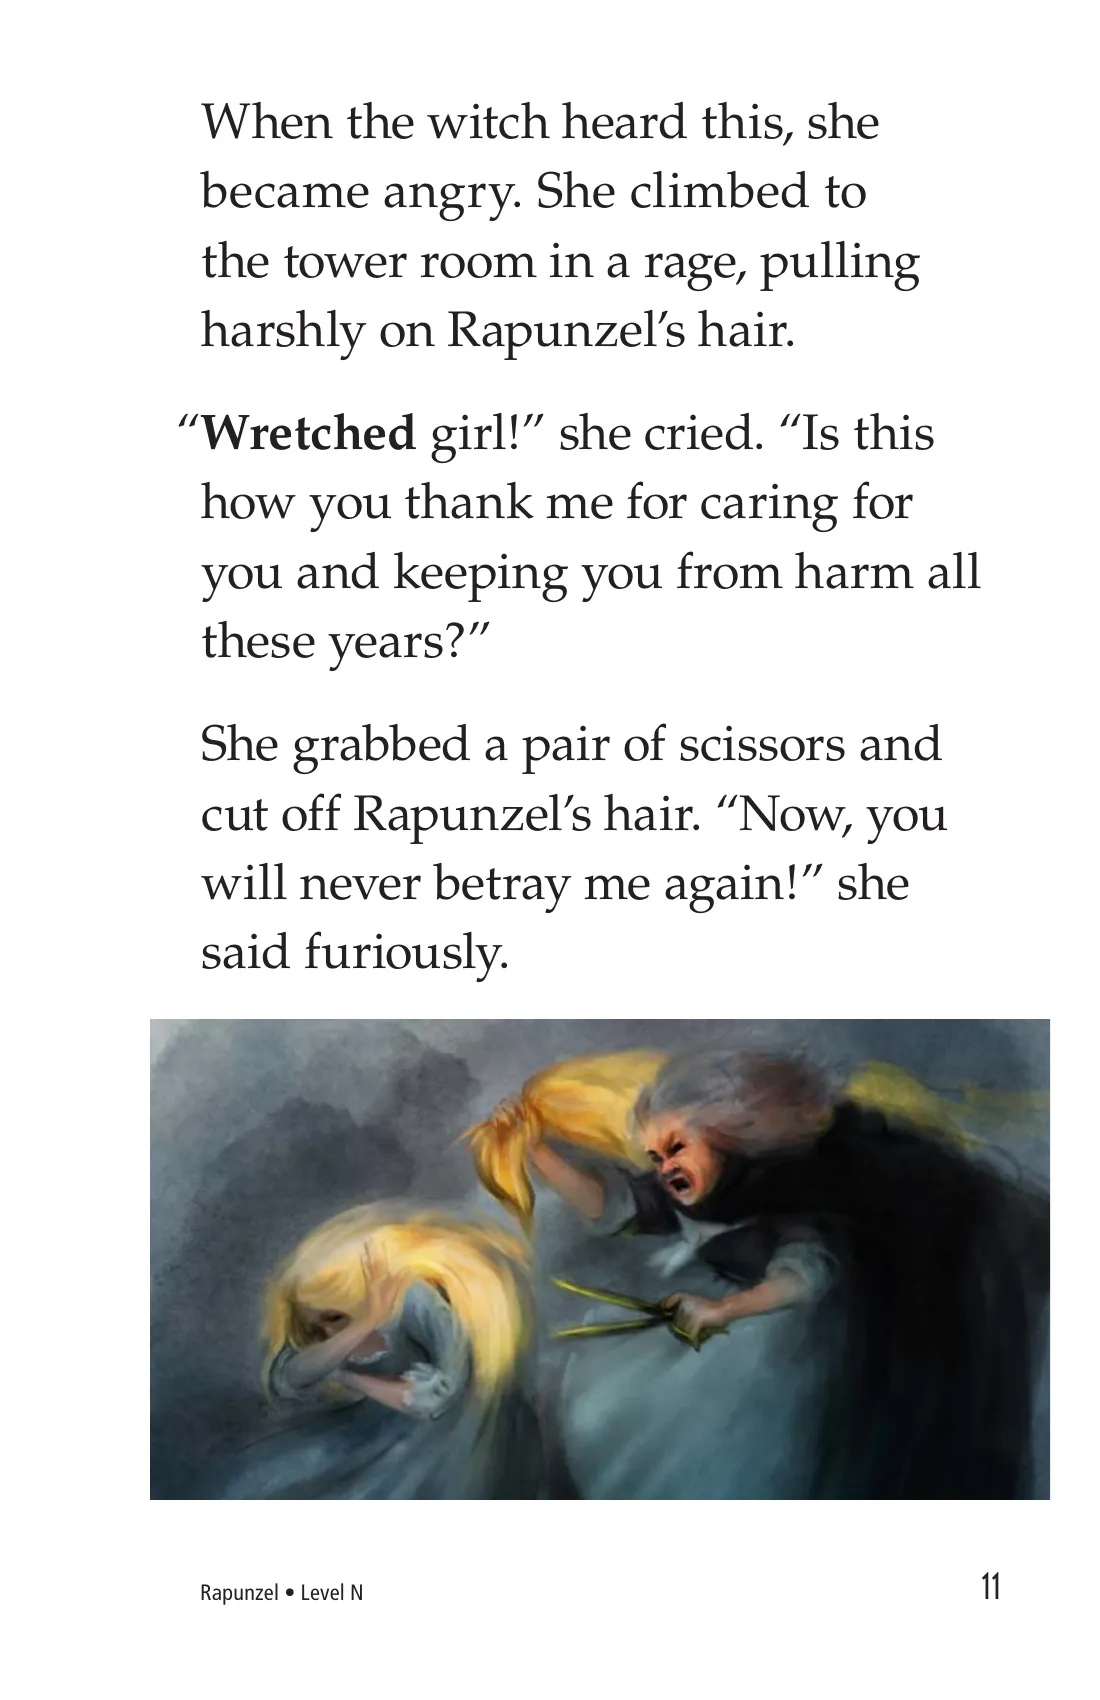 When the witch heard this, she
became angry. She climbed to
the tower room in a rage, pulling
harshly on Rapunzel’s hair.
“Wretched girl!” she cried. “Is this
how you thank me for caring for
you and keeping you from harm all
these years?”
She grabbed a pair of scissors and
cut off Rapunzel’s hair. “Now, you
will never betray me again!” she
said furiously.
Rapunzel • Level N
11